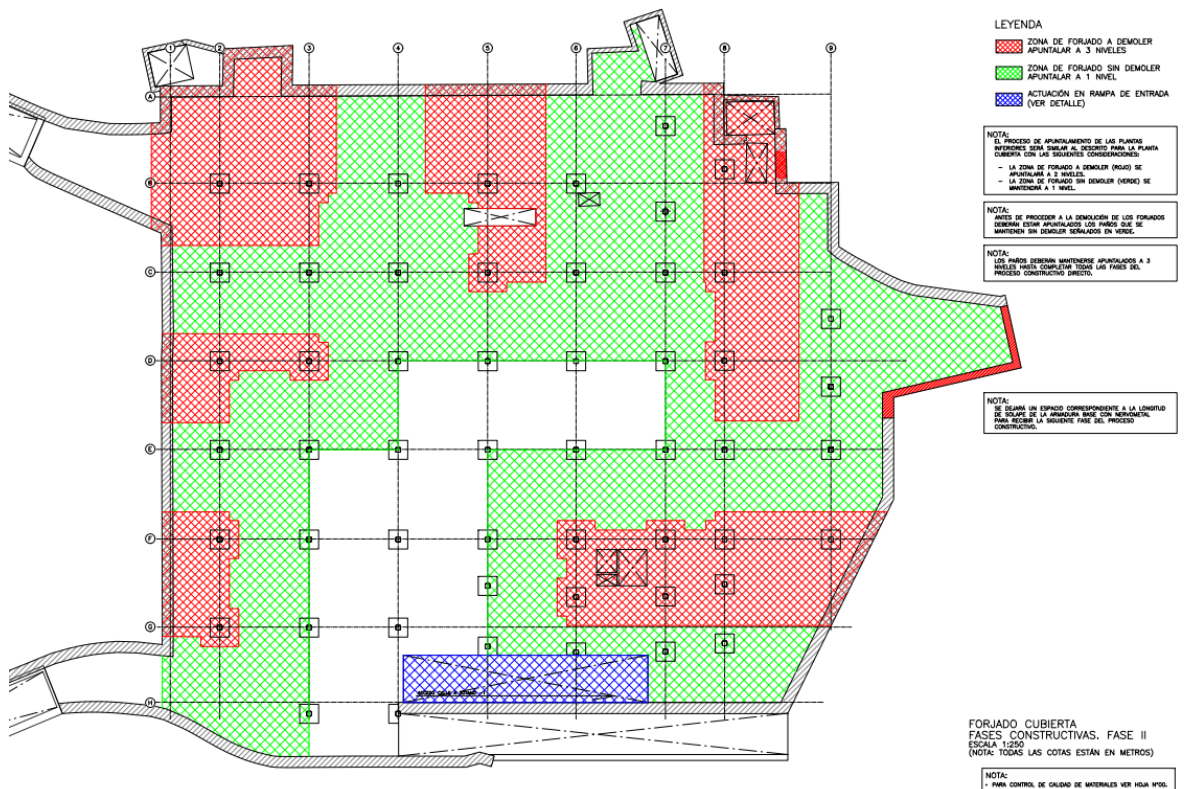 1
2
3
4
5
6
7
8
9
A
B
C
D
E
F
G
H
LEYENDA
ZONA DE FORJADO A DEMOLER
APUNTALAR A 3 NIVELES
ZONA DE FORJADO SIN DEMOLER
APUNTALAR A 1 NIVEL
ACTUACIÓN EN RAMPA DE ENTRADA
(VER DETALLE)
NOTA:
EL PROCESO DE APUNTALAMIENTO DE LAS PLANTAS
INFERIORES SERÁ SIMILAR AL DESCRITO PARA LA PLANTA
CUBIERTA CON LAS SIGUIENTES CONSIDERACIONES:
– LA ZONA DE FORJADO A DEMOLER (ROJO) SE
APUNTALARÁ A 2 NIVELES.
– LA ZONA DE FORJADO SIN DEMOLER (VERDE) SE
MANTENDRÁ A 1 NIVEL.
NOTA:
ANTES DE PROCEDER A LA DEMOLICIÓN DE LOS FORJADOS
DEBERÁN ESTAR APUNTALADOS LOS PAÑOS QUE SE
MANTIENEN SIN DEMOLER SEÑALADOS EN VERDE.
NOTA:
LOS PAÑOS DEBERÁN MANTENERSE APUNTALADOS A 3
NIVELES HASTA COMPLETAR TODAS LAS FASES DEL
PROCESO CONSTRUCTIVO DIRECTO.
NOTA:
SE DEJARÁ UN ESPACIO CORRESPONDIENTE A LA LONGITUD
DE SOLAPE DE LA ARMADURA BASE CON NERVOMETAL
PARA RECIBIR LA SIGUIENTE FASE DEL PROCESO
CONSTRUCTIVO.
FORJADO CUBIERTA
FASES CONSTRUCTIVAS. FASE II
ESCALA 1:250
(NOTA: TODAS LAS COTAS ESTÁN EN METROS)
NOTA:
- PARA CONTROL DE CALIDAD DE MATERIALES VER HOJA Nº00.